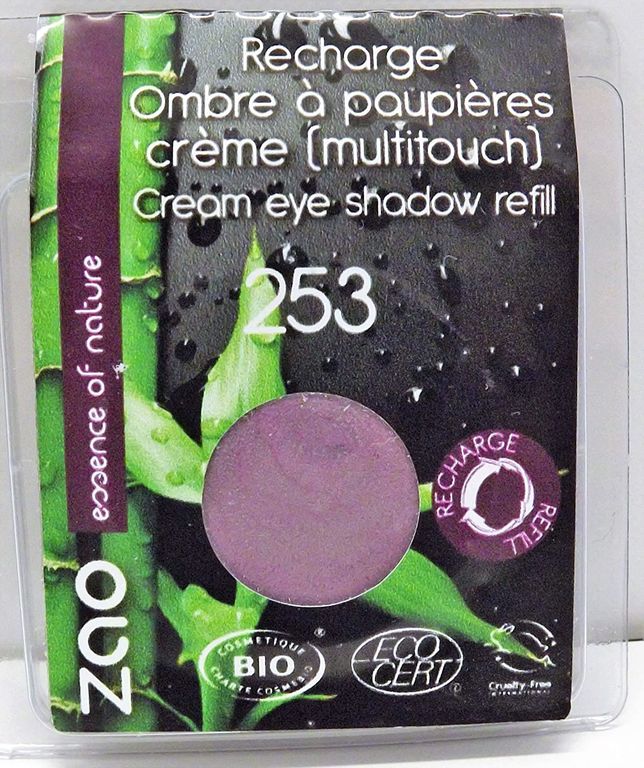 Recharge
Ombre à paupières
crème (multitouch)
Cream eye shadow refill
253
essence of nature
zao
RECHARGE
REFILL
COSMETIQUE
BIO
®
CHARTE COSMEBIO
ECO
CERT
Cruelty-Free
INTERNATIONAL